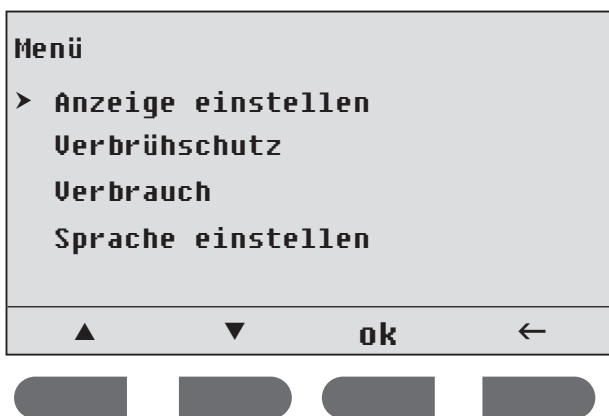 Menü
➤ Anzeige einstellen
Verbrühschutz
Verbrauch
Sprache einstellen
▲ ▼ ok ←